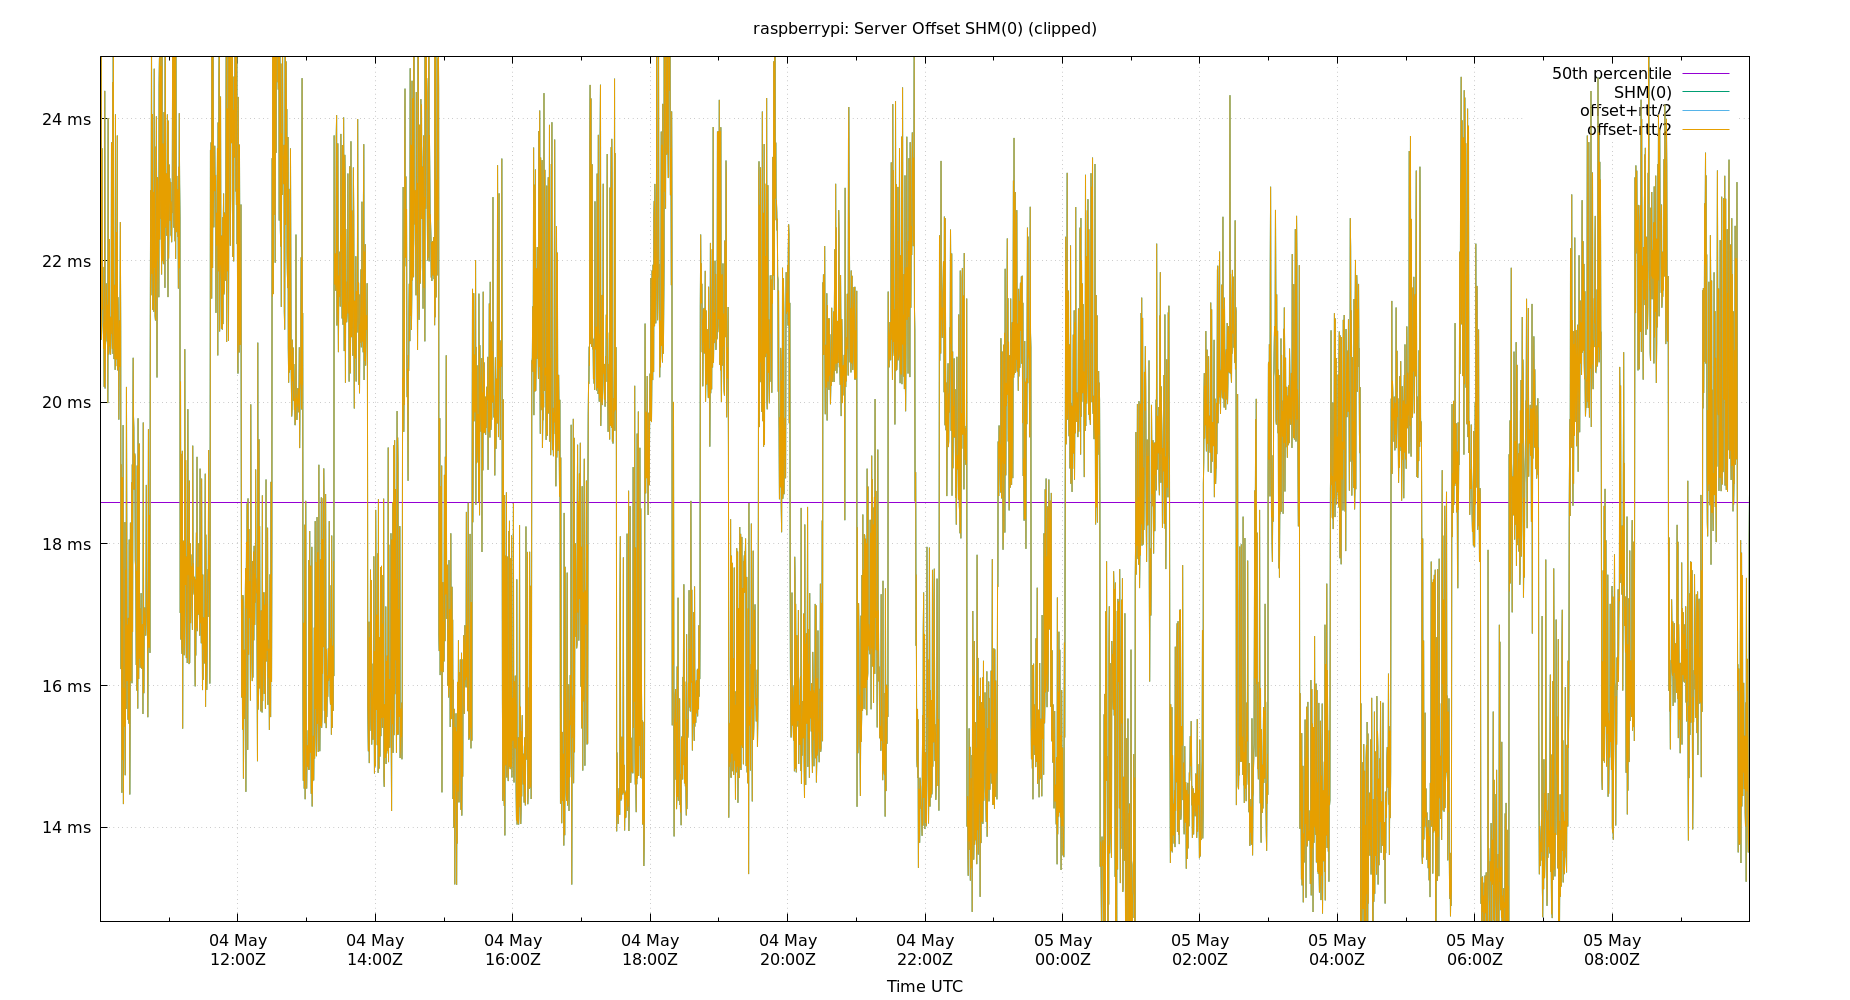 raspberrypi: Server Offset SHM(0) (clipped)
50th percentile
SHM(0)
offset+rtt/2
offset-rtt/2
24 ms
22 ms
20 ms
18 ms
16 ms
14 ms
04 May 04 May 04 May 04 May 04 May 04 May 05 May 05 May 05 May 05 May 05 May
12:00Z 14:00Z 16:00Z 18:00Z 20:00Z 22:00Z 00:00Z 02:00Z 04:00Z 06:00Z 08:00Z
Time UTC